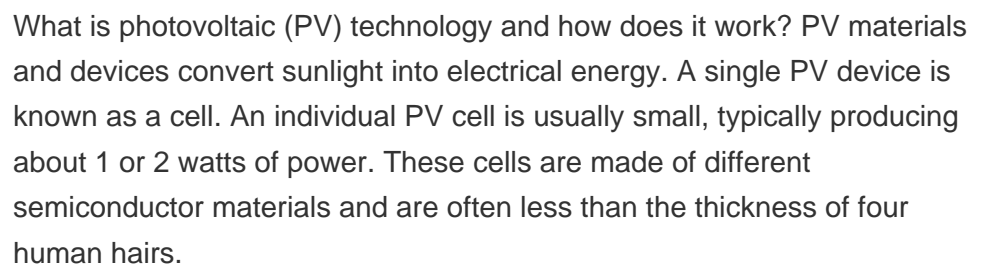 What is photovoltaic (PV) technology and how does it work? PV materials
and devices convert sunlight into electrical energy. A single PV device is
known as a cell. An individual PV cell is usually small, typically producing
about 1 or 2 watts of power. These cells are made of different
semiconductor materials and are often less than the thickness of four
human hairs.